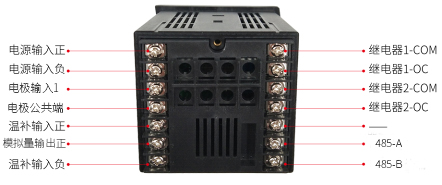 电源输入正
电源输入负
电极输入1
电极公共端
温补输入正
模拟量输出正
温补输入负
继电器1-COM
继电器1-OC
继电器2-COM
继电器2-OC
——
485-A
485-B